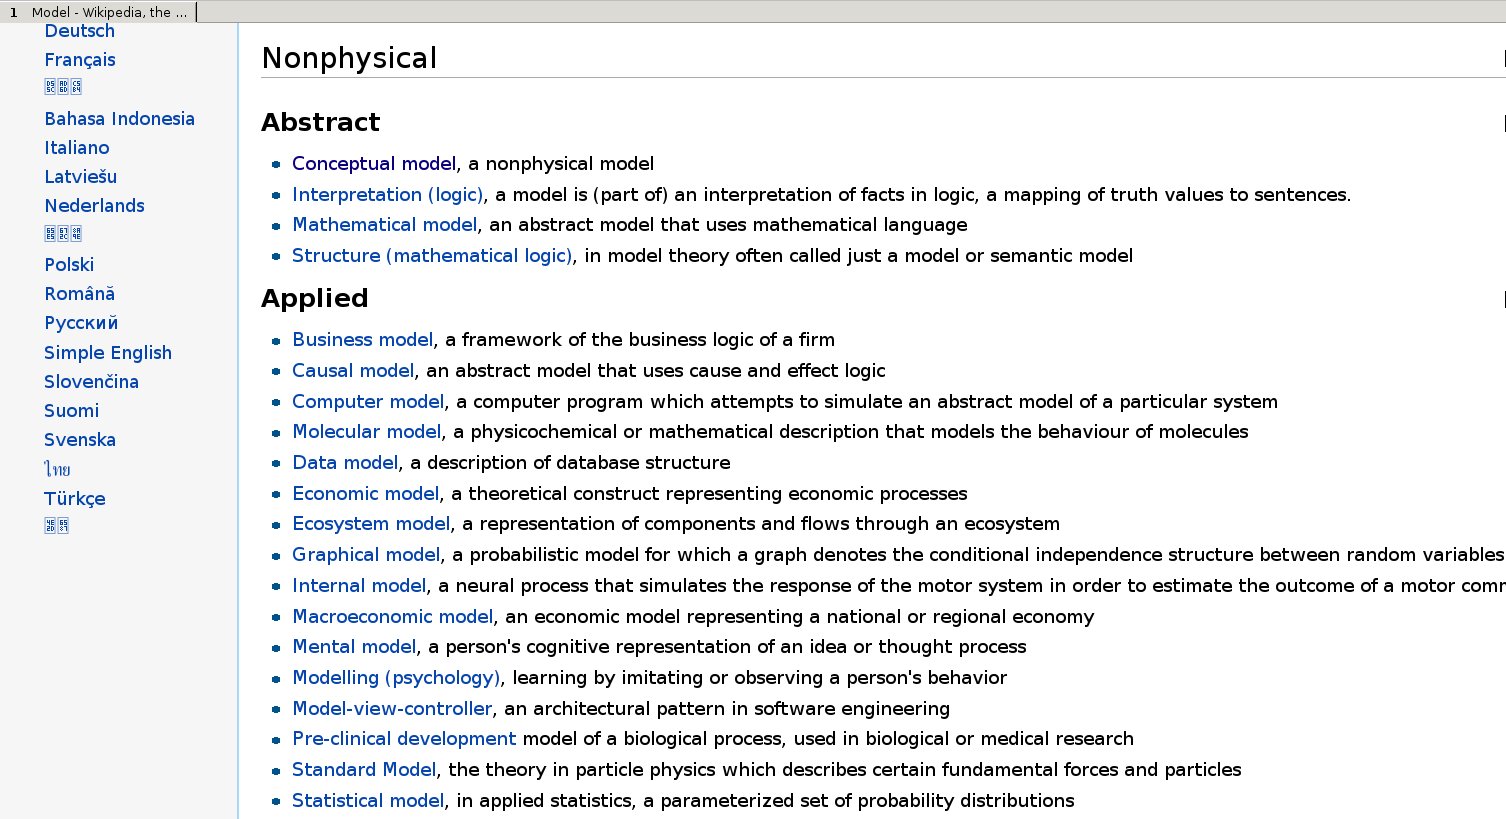 1 Model - Wikipedia, the ...
Deutsch
Français
Bahasa Indonesia
Italiano
Latviešu
Nederlands
Polski
Română
Русский
Simple English
Slovenčina
Suomi
Svenska
ไทย
Türkçe
Nonphysical
Abstract
Conceptual model, a nonphysical model
Interpretation (logic), a model is (part of) an interpretation of facts in logic, a mapping of truth values to sentences.
Mathematical model, an abstract model that uses mathematical language
Structure (mathematical logic), in model theory often called just a model or semantic model
Applied
Business model, a framework of the business logic of a firm
Causal model, an abstract model that uses cause and effect logic
Computer model, a computer program which attempts to simulate an abstract model of a particular system
Molecular model, a physicochemical or mathematical description that models the behaviour of molecules
Data model, a description of database structure
Economic model, a theoretical construct representing economic processes
Ecosystem model, a representation of components and flows through an ecosystem
Graphical model, a probabilistic model for which a graph denotes the conditional independence structure between random variables
Internal model, a neural process that simulates the response of the motor system in order to estimate the outcome of a motor
Macroeconomic model, an economic model representing a national or regional economy
Mental model, a person's cognitive representation of an idea or thought process
Modelling (psychology), learning by imitating or observing a person's behavior
Model-view-controller, an architectural pattern in software engineering
Pre-clinical development model of a biological process, used in biological or medical research
Standard Model, the theory in particle physics which describes certain fundamental forces and particles
Statistical model, in applied statistics, a parameterized set of probability distributions